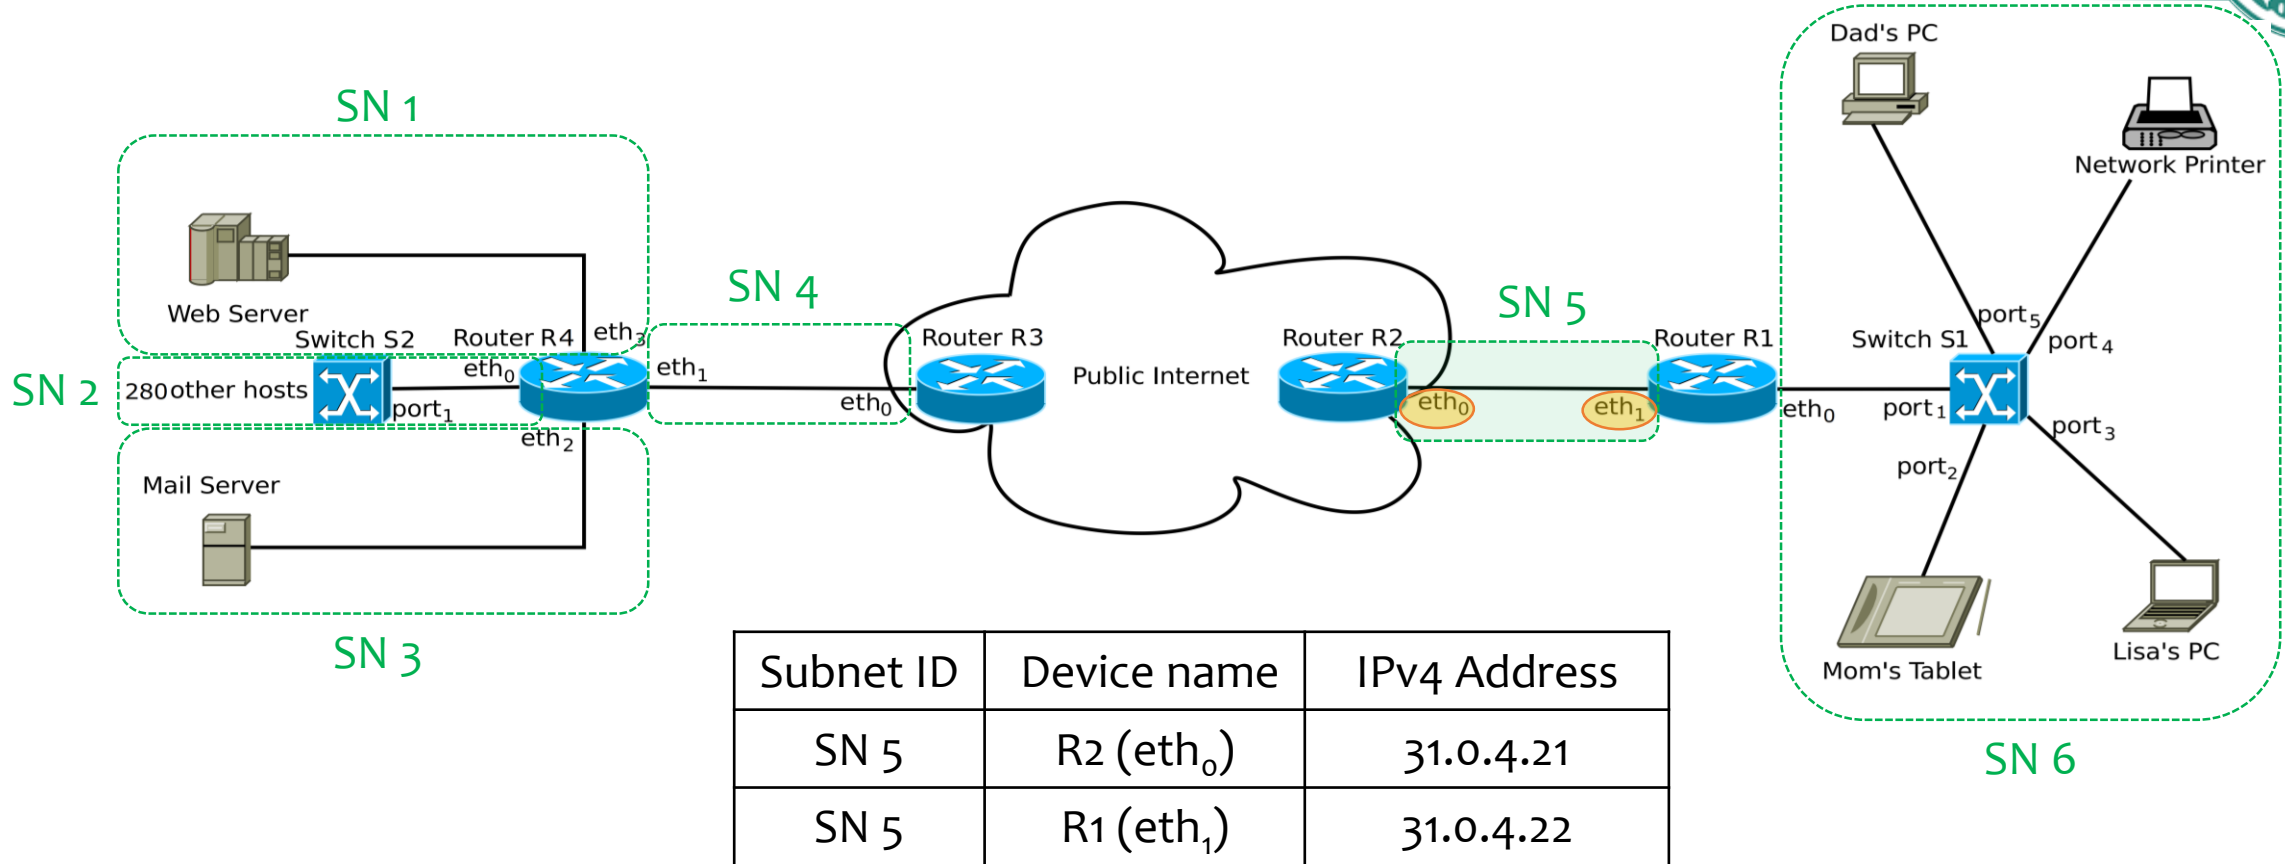 Dad's PC
SN 1
Network Printer
SN 4
SN 5
Web Server
port5
Switch S2
Router R4
eth3
Router R3
Router R2
Router R1
Switch S1
port4
SN 2
280 other hosts
eth0
eth1
Public Internet
port1
eth0
eth0
eth1
eth0
port1
port3
eth2
port2
Mail Server
SN 3
Mom's Tablet
Lisa's PC
SN 6
Subnet ID Device name IPv4 Address
SN 5 R2 (eth0) 31.0.4.21
SN 5 R1 (eth1) 31.0.4.22